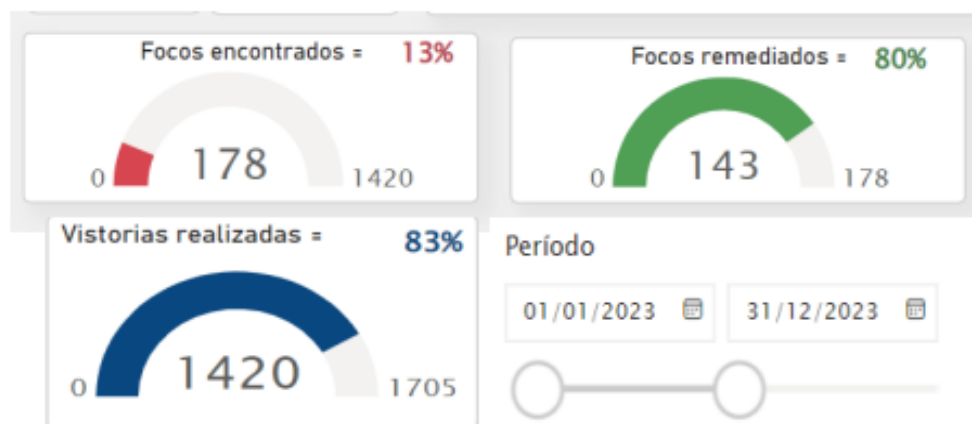 Focos encontrados = 13%
178
0 1420
Focos remediados = 80%
143
0 178
Vistorias realizadas = 83%
1420
0 1705
Período
01/01/2023 31/12/2023